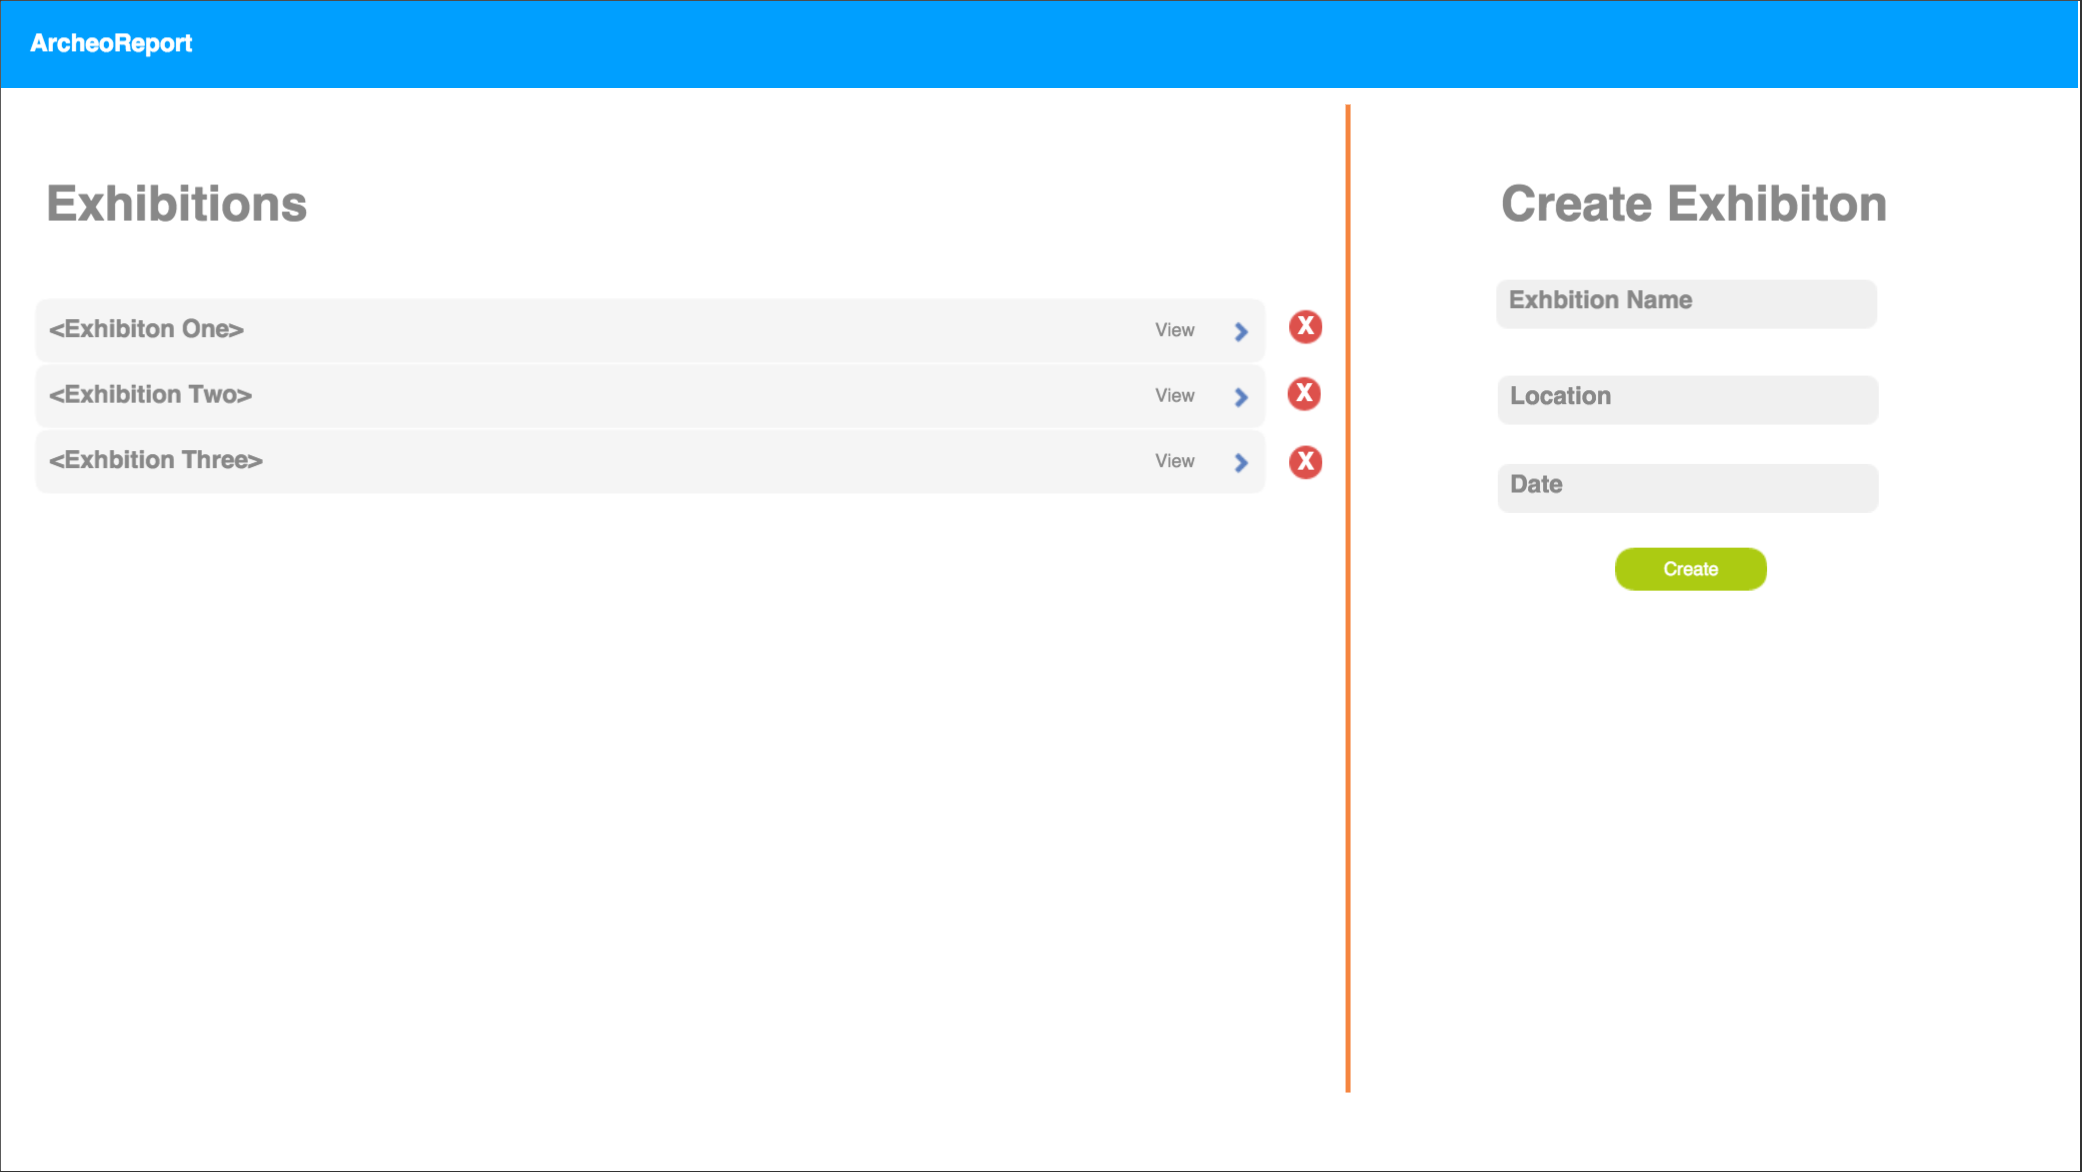 ArcheoReport
Exhibitions
<Exhibiton One>
View
X
<Exhibition Two>
View
X
<Exhbition Three>
View
X
Create Exhibiton
Exhbition Name
Location
Date
Create